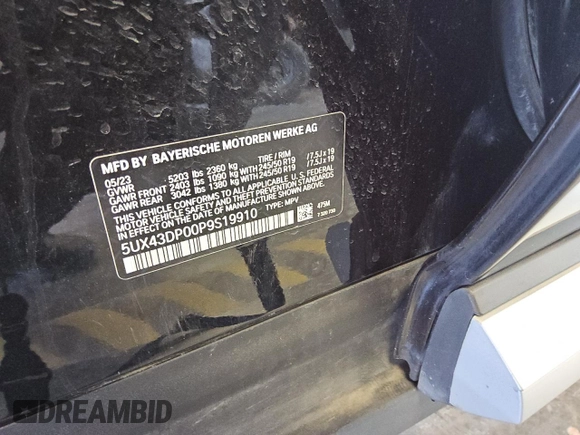 MFD BY BAYERISCHE MOTOREN WERKE AG
05/23
GVWR 5203 lbs 2360 kg TIRE / RIM
GAWR FRONT 2403 lbs 1090 kg WITH 245/50 R19 / 7.5J x 19
GAWR REAR 3042 lbs 1380 kg WITH 245/50 R19 / 7.5J x 19
THIS VEHICLE CONFORMS TO ALL APPLICABLE U.S. FEDERAL
MOTOR VEHICLE SAFETY AND THEFT PREVENTION STANDARDS
IN EFFECT ON THE DATE OF MANUFACTURE SHOWN ABOVE
5UX43DP00P9S19910 TYPE: MPV
475M
DREAMBID